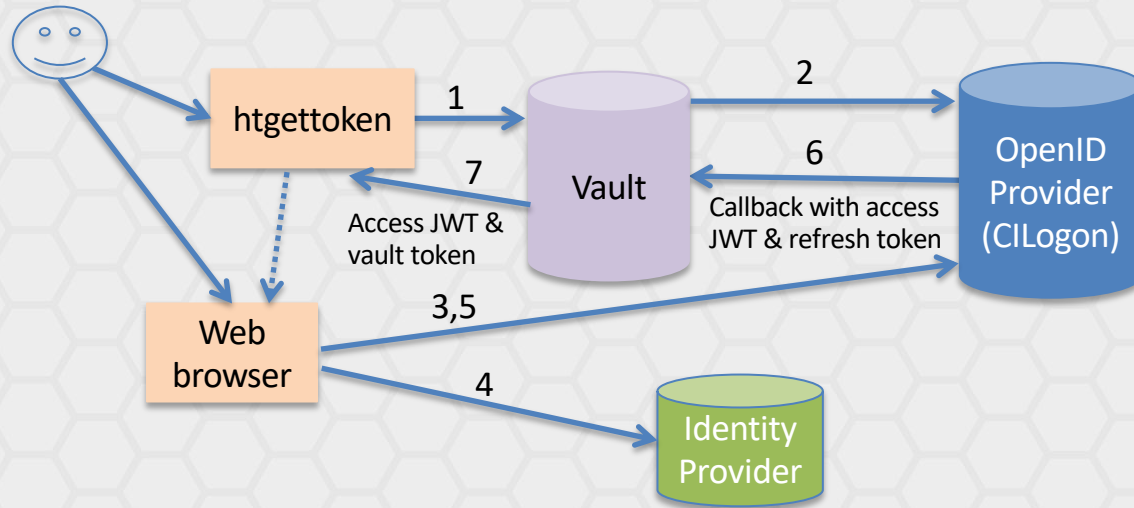 htgettoken
1
2
7
6
Vault
OpenID
Provider
(CILogon)
Access JWT &
vault token
Callback with access
JWT & refresh token
Web
browser
3,5
4
Identity
Provider